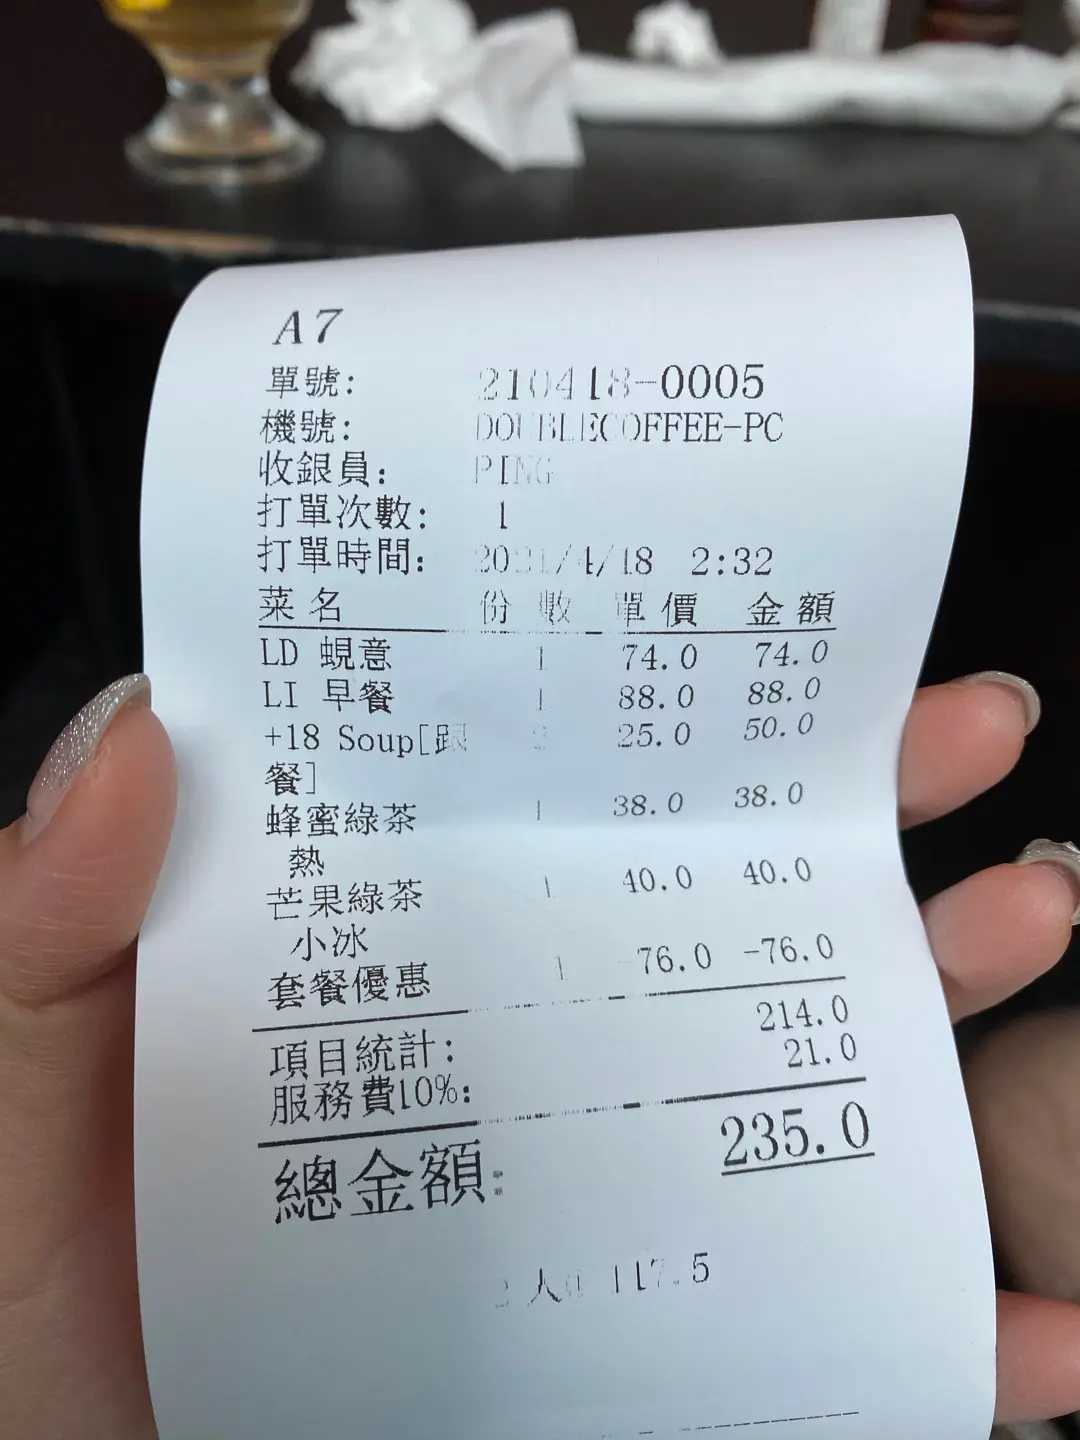 A7
單號: 210418-0005
機號: DOUBLECOFFEE-PC
收銀員: PING
打單次數: 1
打單時間: 2021/4/18 2:32
菜名 份數 單價 金額
LD 蜆意 1 74.0 74.0
LI 早餐 1 88.0 88.0
+18 Soup[跟 2 25.0 50.0
餐]
蜂蜜綠茶 1 38.0 38.0
熱
芒果綠茶 1 40.0 40.0
小冰
套餐優惠 1 -76.0 -76.0
項目統計: 214.0
服務費10%: 21.0
總金額: 235.0
2 人@ 117.5